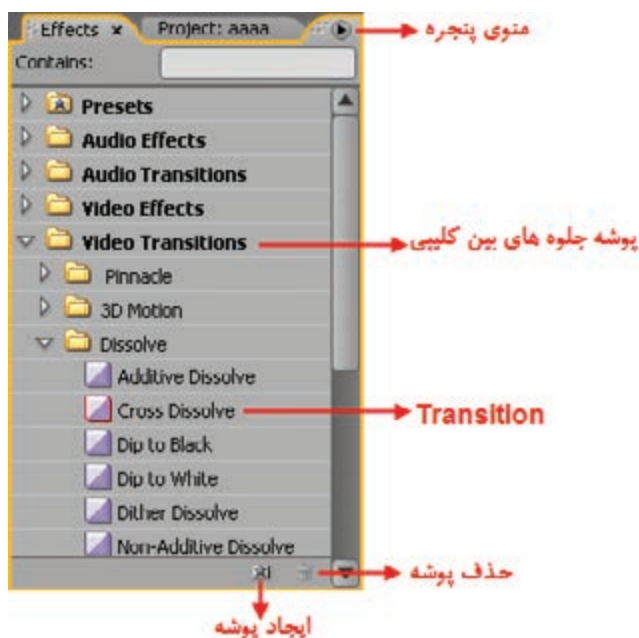 Effects × Project: aaaa
منوی پنجره
Contains:
Presets
Audio Effects
Audio Transitions
Video Effects
Video Transitions
پوشه جلوه های بین کلیپی
Pinnacle
3D Motion
Dissolve
Additive Dissolve
Cross Dissolve
Transition
Dip to Black
Dip to White
Dither Dissolve
Non-Additive Dissolve
حذف پوشه
ایجاد پوشه